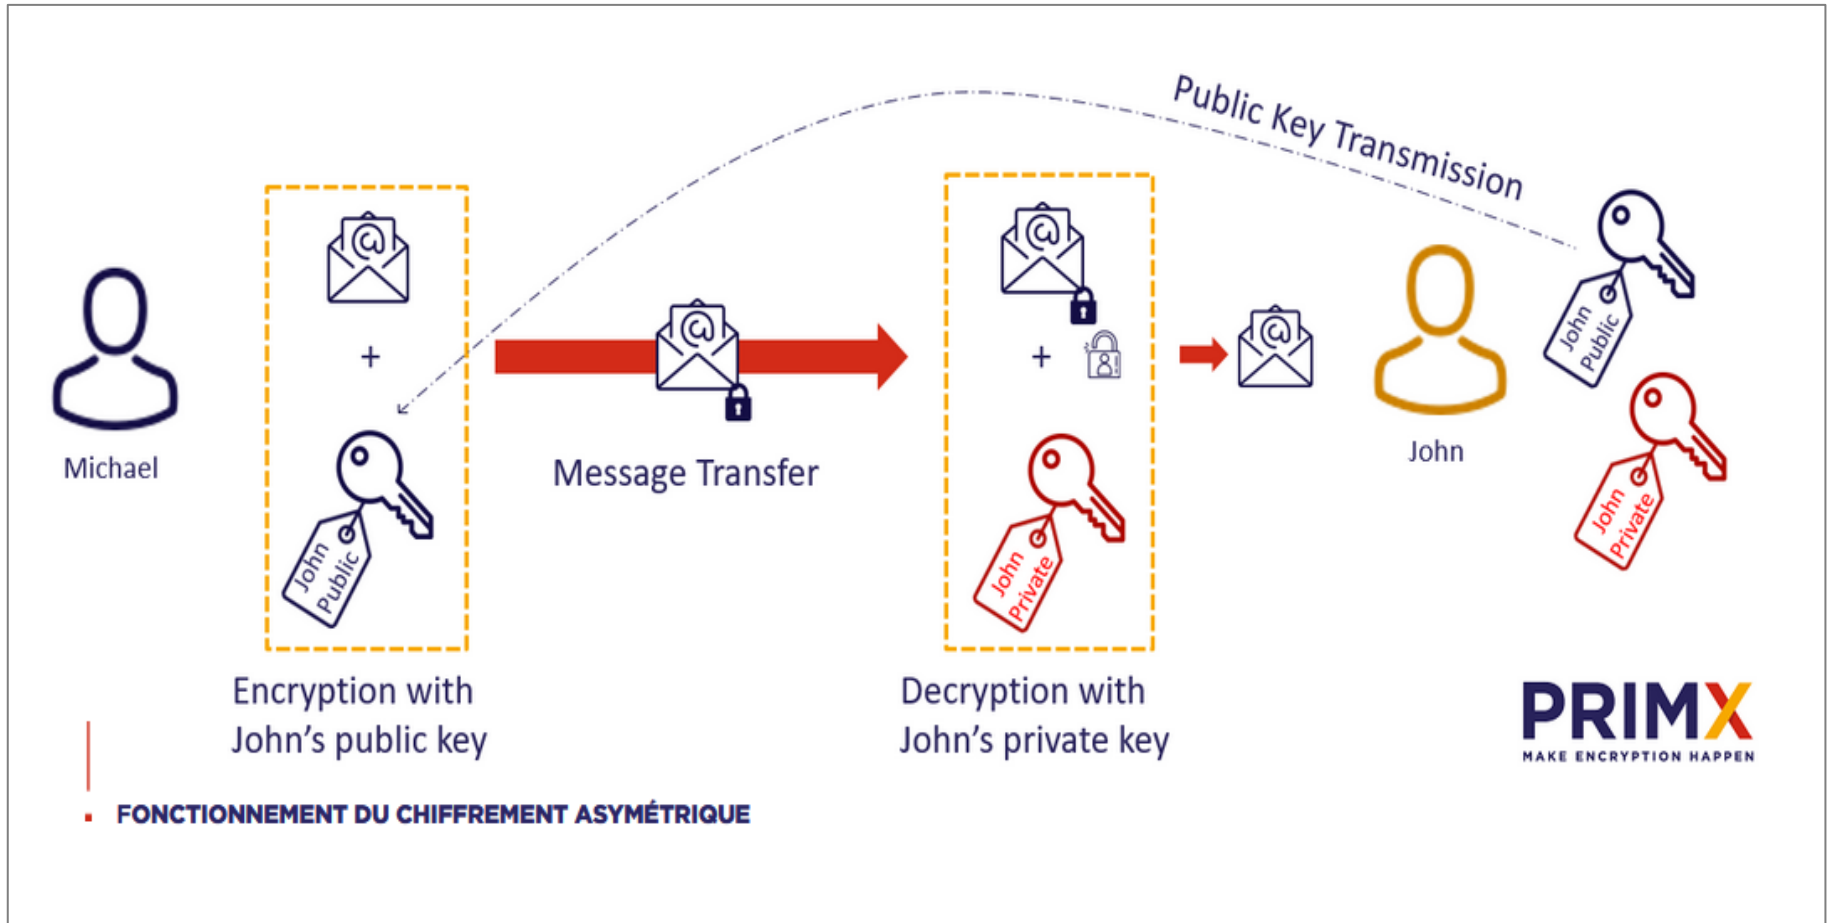 Public Key Transmission
John
Public
John
Private
Michael
John
Public
Message Transfer
John
Private
John
Encryption with
John's public key
Decryption with
John's private key
PRIMX
MAKE ENCRYPTION HAPPEN
FONCTIONNEMENT DU CHIFFREMENT ASYMÉTRIQUE